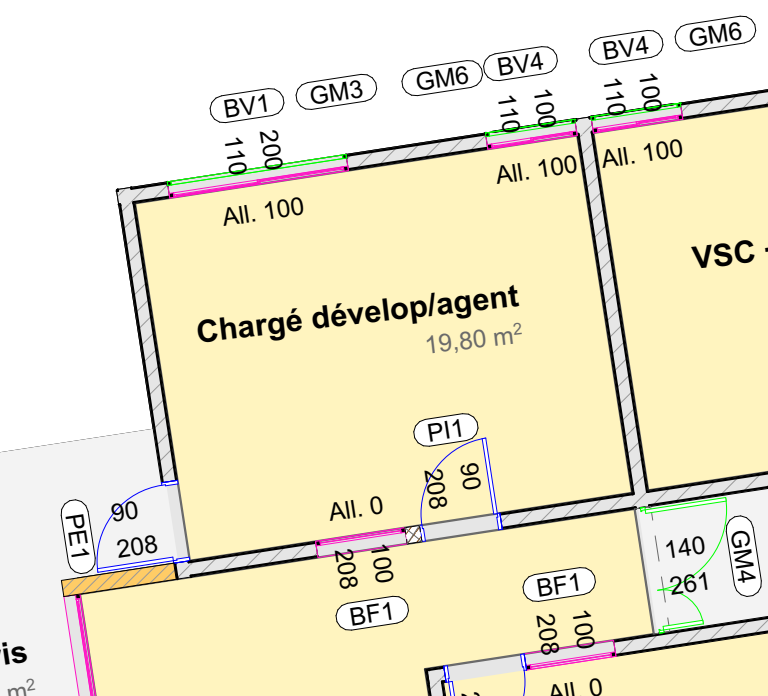 BV1
GM3
GM6
BV4
BV4
GM6
110
200
110
100
110
100
All. 100
All. 100
All. 100
Chargé dévelop/agent
19,80 m²
VSC -
PI1
208
90
PE1
90
208
All. 0
208
100
BF1
BF1
208
100
140
261
GM4
is
m²
All. 0